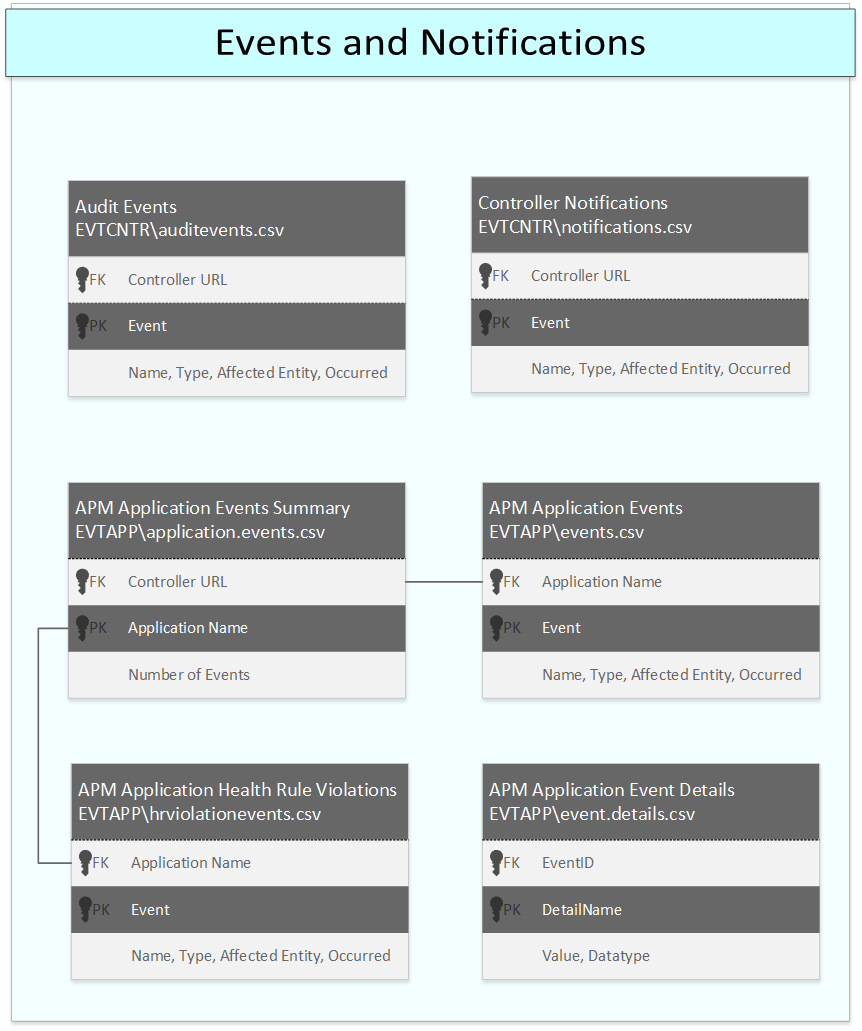 Events and Notifications
Audit Events
EVTCNTR\auditevents.csv
FK Controller URL
PK Event
Name, Type, Affected Entity, Occurred
Controller Notifications
EVTCNTR\notifications.csv
FK Controller URL
PK Event
Name, Type, Affected Entity, Occurred
APM Application Events Summary
EVTAPP\application.events.csv
FK Controller URL
PK Application Name
Number of Events
APM Application Events
EVTAPP\events.csv
FK Application Name
PK Event
Name, Type, Affected Entity, Occurred
APM Application Health Rule Violations
EVTAPP\hrviolationevents.csv
FK Application Name
PK Event
Name, Type, Affected Entity, Occurred
APM Application Event Details
EVTAPP\event.details.csv
FK EventID
PK DetailName
Value, Datatype